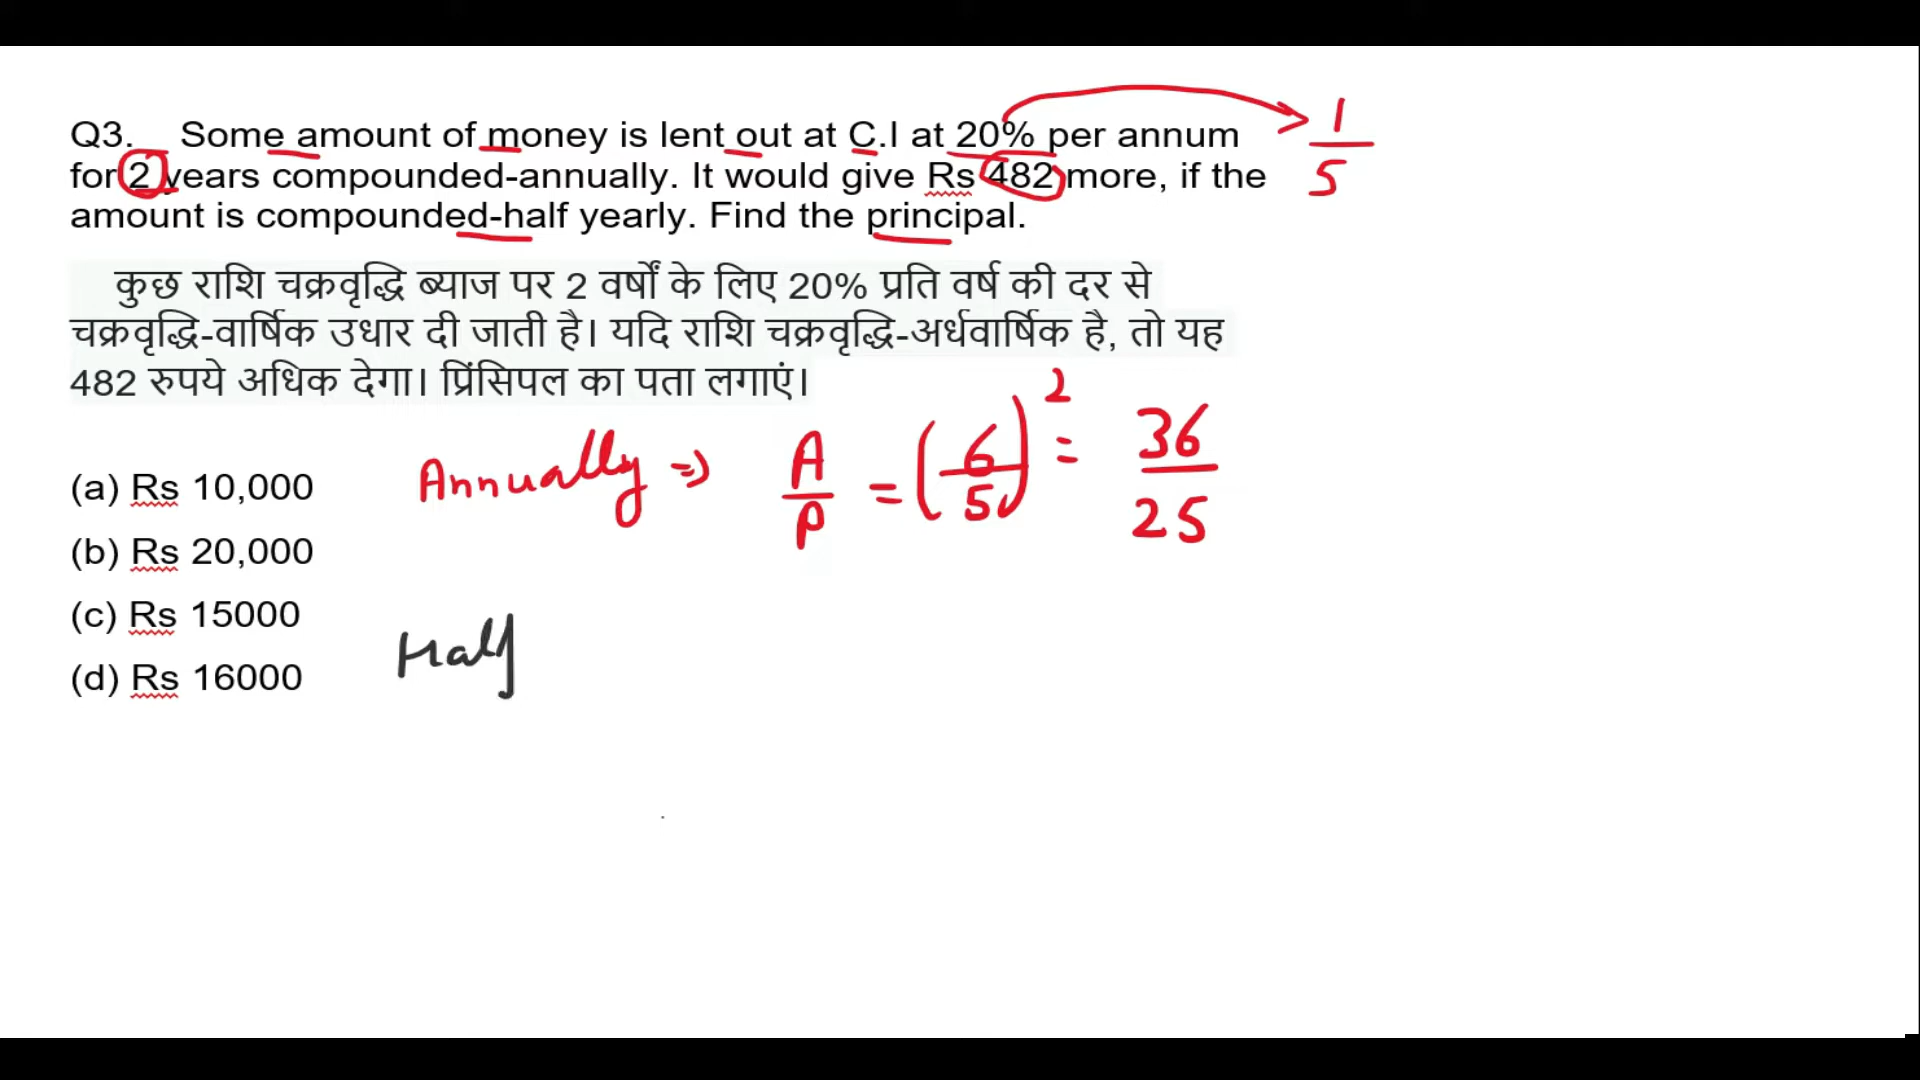 Q3. Some amount of money is lent out at C.I at 20% per annum
for 2 years compounded-annually. It would give Rs 482 more, if the
amount is compounded-half yearly. Find the principal.
1
5
कुछ राशि चक्रवृद्धि ब्याज पर 2 वर्षों के लिए 20% प्रति वर्ष की दर से
चक्रवृद्धि-वार्षिक उधार दी जाती है। यदि राशि चक्रवृद्धि-अर्धवार्षिक है, तो यह
482 रुपये अधिक देगा। प्रिंसिपल का पता लगाएं।
Annually ⇒ A/P = (6/5)² = 36/25
(a) Rs 10,000
(b) Rs 20,000
(c) Rs 15000
Half
(d) Rs 16000